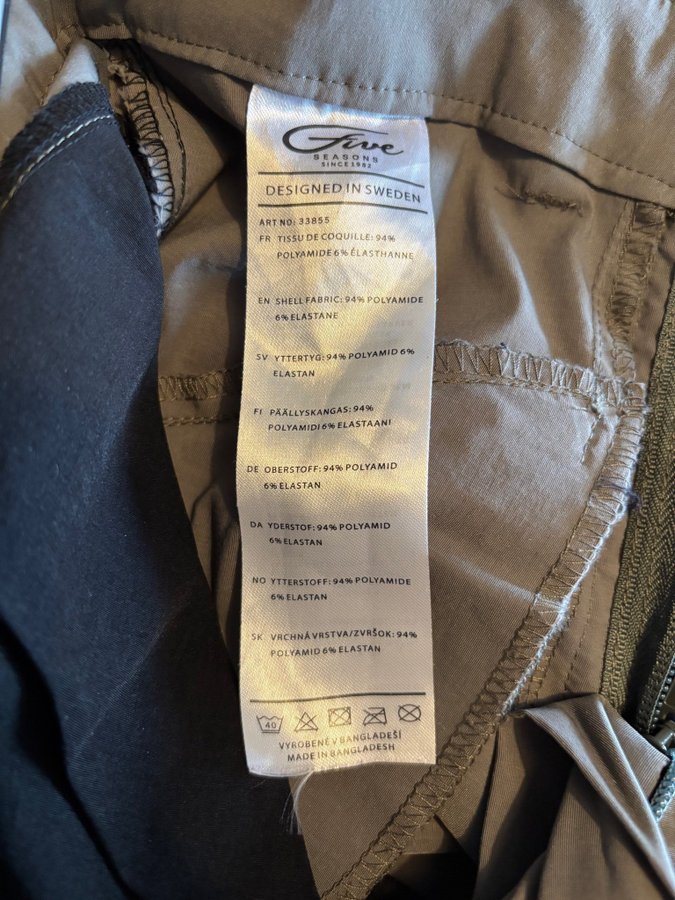 Five
SEASONS
SINCE 1982
DESIGNED IN SWEDEN
ART NO: 33855
FR TISSU DE COQUILLE: 94%
POLYAMIDE 6% ÉLASTHANNE
EN SHELL FABRIC: 94% POLYAMIDE
6% ELASTANE
SV YTTERTYG: 94% POLYAMID 6%
ELASTAN
FI PÄÄLLYSKANGAS: 94%
POLYAMIDI 6% ELASTAANI
DE OBERSTOFF: 94% POLYAMID
6% ELASTAN
DA YDERSTOF: 94% POLYAMID
6% ELASTAN
NO YTTERSTOFF: 94% POLYAMIDE
6% ELASTAN
SK VRCHNÁ VRSTVA/ZVRŠOK: 94%
POLYAMID 6% ELASTAN
40
VYROBENÉ V BANGLADEŠI
MADE IN BANGLADESH